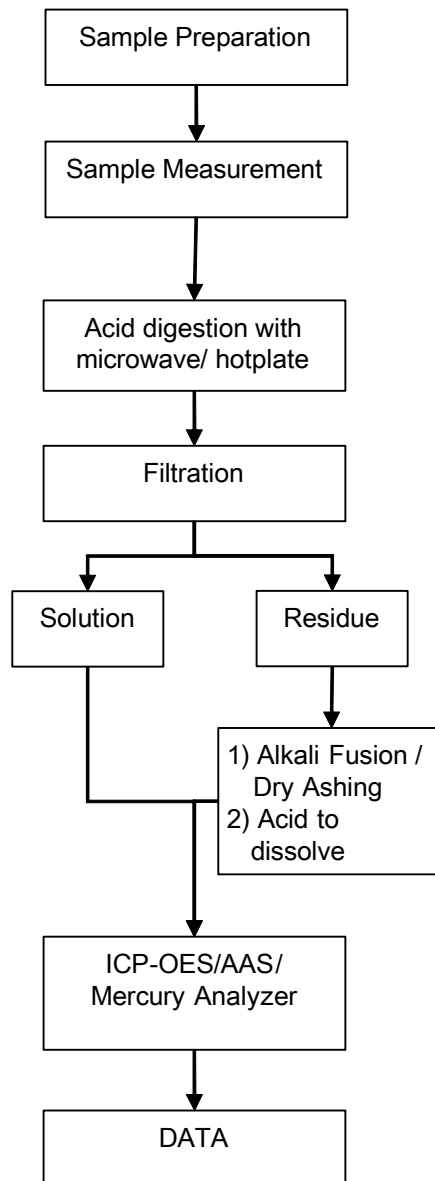 Sample Preparation
Sample Measurement
Acid digestion with
microwave/ hotplate
Filtration
Solution
Residue
1) Alkali Fusion /
Dry Ashing
2) Acid to
dissolve
ICP-OES/AAS/
Mercury Analyzer
DATA